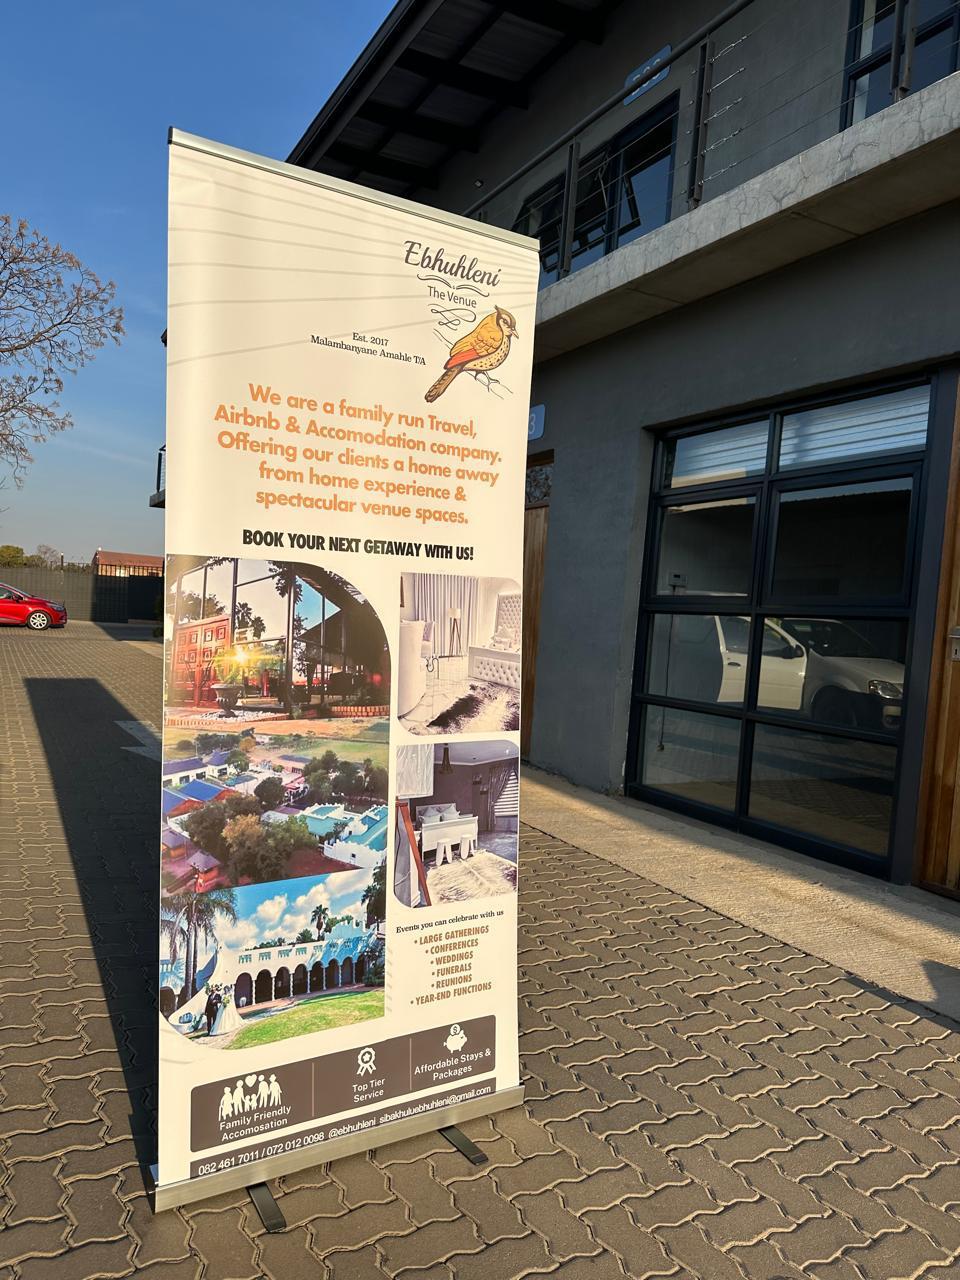 Ebhuhleni
The Venue
Est. 2017
Malambanyane Amahle T/A
We are a family run Travel,
Airbnb & Accomodation company.
Offering our clients a home away
from home experience &
spectacular venue spaces.
BOOK YOUR NEXT GETAWAY WITH US!
Events you can celebrate with us
• LARGE GATHERINGS
• CONFERENCES
• WEDDINGS
• FUNERALS
• REUNIONS
• YEAR-END FUNCTIONS
Family Friendly
Accomosation
Top Tier
Service
Affordable Stays &
Packages
082 461 7011 / 072 012 0098 @ebhuhleni sibakhuluebhuhleni@gmail.com